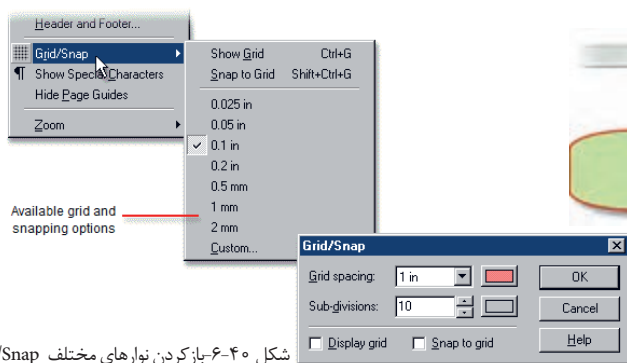 Header and Footer...
Grid/Snap
Show Special Characters
Hide Page Guides
Zoom
Show Grid Ctrl+G
Snap to Grid Shift+Ctrl+G
0.025 in
0.05 in
0.1 in
0.2 in
0.5 mm
1 mm
2 mm
Custom...
Available grid and
snapping options
Grid/Snap
Grid spacing: 1 in
OK
Sub-divisions: 10
Cancel
Display grid Snap to grid
Help
شکل ۴۰-۶-بازکردن نوارهای مختلف Snap/